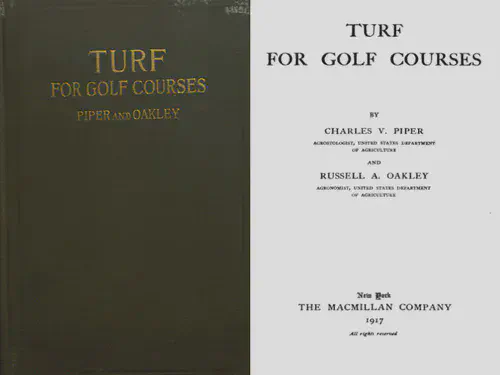 TURF
FOR GOLF COURSES
PIPER AND OAKLEY
TURF
FOR GOLF COURSES
BY
CHARLES V. PIPER
AGROSTOLOGIST, UNITED STATES DEPARTMENT
OF AGRICULTURE
AND
RUSSELL A. OAKLEY
AGRONOMIST, UNITED STATES DEPARTMENT
OF AGRICULTURE
New York
THE MACMILLAN COMPANY
1917
All rights reserved